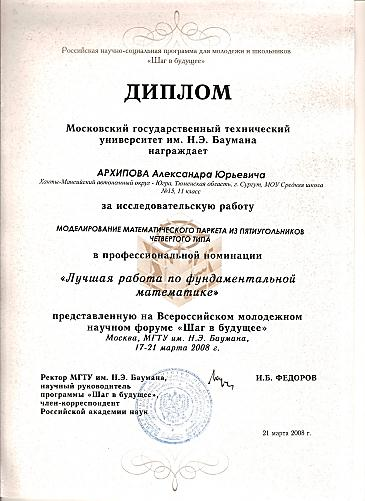 Российская научно-социальная программа для молодежи и школьников
«Шаг в будущее»
ДИПЛОМ
Московский государственный технический
университет им. Н.Э. Баумана
награждает
АРХИПОВА Александра Юрьевича
Ханты-Мансийский автономный округ - Югра, Тюменская область, г. Сургут, МОУ Средняя школа
№15, 11 класс
за исследовательскую работу
МОДЕЛИРОВАНИЕ МАТЕМАТИЧЕСКОГО ПАРКЕТА ИЗ ПЯТИУГОЛЬНИКОВ
ЧЕТВЕРТОГО ТИПА
в профессиональной номинации
«Лучшая работа по фундаментальной
математике»
представленную на Всероссийском молодежном
научном форуме «Шаг в будущее»
Москва, МГТУ им. Н.Э. Баумана,
17-21 марта 2008 г.
Ректор МГТУ им. Н.Э. Баумана,
научный руководитель
программы «Шаг в будущее»,
член-корреспондент
Российской академии наук
И.Б. ФЕДОРОВ
21 марта 2008 г.